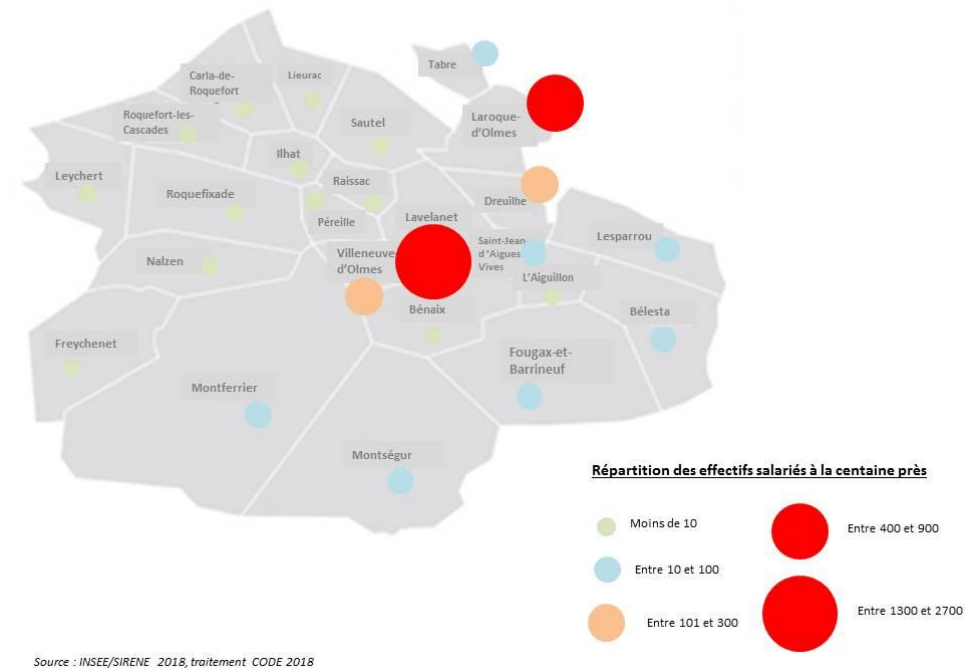 Tabre
Carla-de-
Roquefort
Lieurac
Roquefort-les-
Cascades
Sautel
Laroque-
d'Olmes
Ilhat
Leychert
Raissac
Roquefixade
Dreuilhe
Péreille
Lavelanet
Villeneuve
d'Olmes
Saint-Jean
d'Aigues
Vives
Lesparrou
Nalzen
L'Aiguillon
Bénaix
Bélesta
Freychenet
Fougax-et-
Barrineuf
Montferrier
Montségur
Répartition des effectifs salariés à la centaine près
Moins de 10
Entre 400 et 900
Entre 10 et 100
Entre 1300 et 2700
Entre 101 et 300
Source : INSEE/SIRENE 2018, traitement CODE 2018